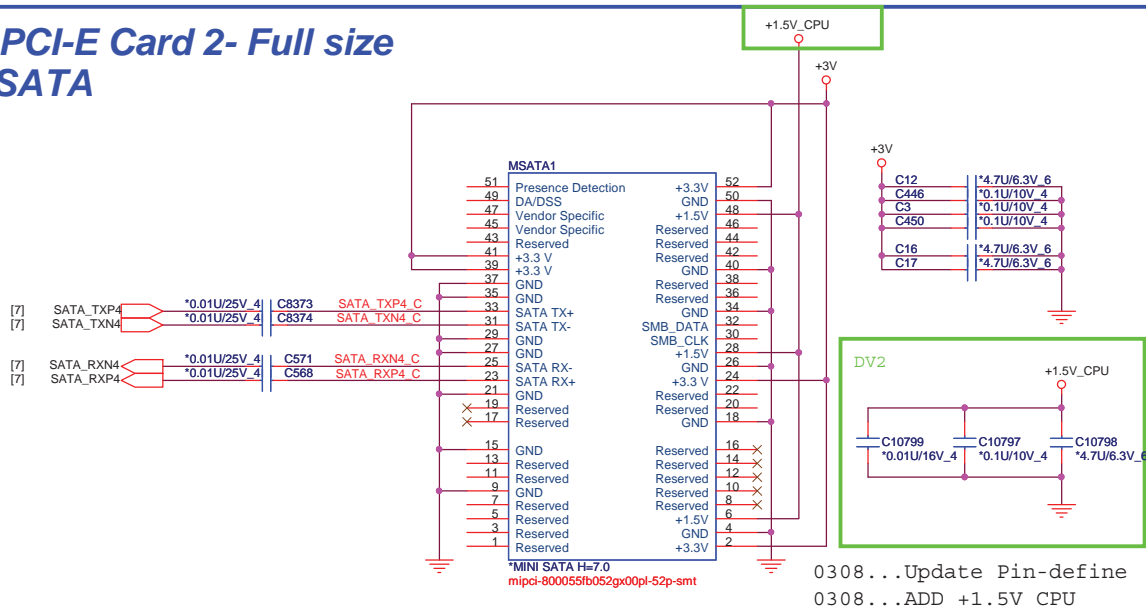 PCI-E Card 2- Full size
SATA
+1.5V_CPU
+3V
MSATA1
51 Presence Detection +3.3V 52
49 DA/DSS GND 50
47 Vendor Specific +1.5V 48
45 Vendor Specific Reserved 46
43 Reserved Reserved 44
41 +3.3 V Reserved 42
39 +3.3 V GND 40
37 GND Reserved 38
35 GND Reserved 36
[7] SATA_TXP4 *0.01U/25V_4 C8373 SATA_TXP4_C 33 SATA TX+ GND 34
[7] SATA_TXN4 *0.01U/25V_4 C8374 SATA_TXN4_C 31 SATA TX- SMB_DATA 32
29 GND SMB_CLK 30
27 GND +1.5V 28
[7] SATA_RXN4 *0.01U/25V_4 C571 SATA_RXN4_C 25 SATA RX- GND 26
[7] SATA_RXP4 *0.01U/25V_4 C568 SATA_RXP4_C 23 SATA RX+ +3.3 V 24
21 GND Reserved 22
19 Reserved Reserved 20
17 Reserved GND 18
15 GND Reserved 16
13 Reserved Reserved 14
11 Reserved Reserved 12
9 GND Reserved 10
7 Reserved Reserved 8
5 Reserved +1.5V 6
3 Reserved GND 4
1 Reserved +3.3V 2
*MINI SATA H=7.0
mipci-800055fb052gx00pl-52p-smt
+3V
C12 *4.7U/6.3V_6
C446 *0.1U/10V_4
C3 *0.1U/10V_4
C450 *0.1U/10V_4
C16 *4.7U/6.3V_6
C17 *4.7U/6.3V_6
DV2
+1.5V_CPU
C10799 C10797 C10798
*0.01U/16V_4 *0.1U/10V_4 *4.7U/6.3V_6
0308...Update Pin-define
0308...ADD +1.5V CPU